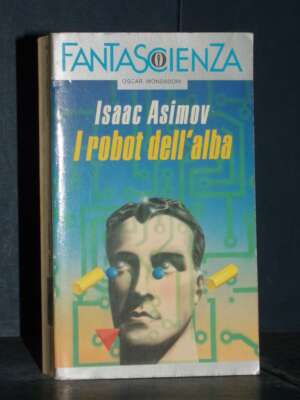 FANTASCIENZA
OSCAR MONDADORI
Isaac Asimov
I robot dell'alba